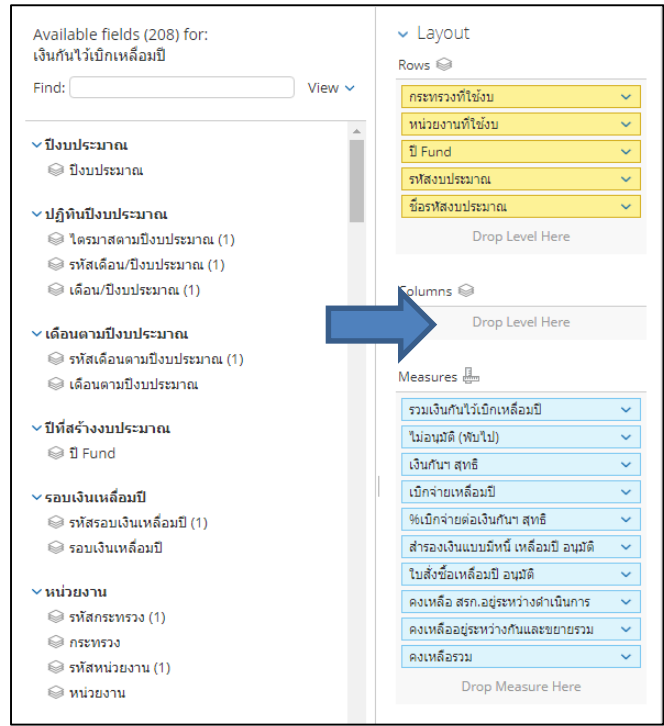 Available fields (208) for:
เงินกันไว้เบิกเหลื่อมปี
Find:
View
ปีงบประมาณ
ปีงบประมาณ
ปฏิทินปีงบประมาณ
ไตรมาสตามปีงบประมาณ (1)
รหัสเดือน/ปีงบประมาณ (1)
เดือน/ปีงบประมาณ (1)
เดือนตามปีงบประมาณ
รหัสเดือนตามปีงบประมาณ (1)
เดือนตามปีงบประมาณ
ปีที่สร้างงบประมาณ
ปี Fund
รอบเงินเหลื่อมปี
รหัสรอบเงินเหลื่อมปี (1)
รอบเงินเหลื่อมปี
หน่วยงาน
รหัสกระทรวง (1)
กระทรวง
รหัสหน่วยงาน (1)
หน่วยงาน
Layout
Rows
กระทรวงที่ใช้งบ
หน่วยงานที่ใช้งบ
ปี Fund
รหัสงบประมาณ
ชื่อรหัสงบประมาณ
Drop Level Here
Columns
Drop Level Here
Measures
รวมเงินกันไว้เบิกเหลื่อมปี
ไม่อนุมัติ (พับไป)
เงินกันฯ สุทธิ
เบิกจ่ายเหลื่อมปี
%เบิกจ่ายต่อเงินกันฯ สุทธิ
สำรองเงินแบบมีหนี้ เหลื่อมปี อนุมัติ
ใบสั่งซื้อเหลื่อมปี อนุมัติ
คงเหลือ สรก.อยู่ระหว่างดำเนินการ
คงเหลืออยู่ระหว่างกันและขยายรวม
คงเหลือรวม
Drop Measure Here